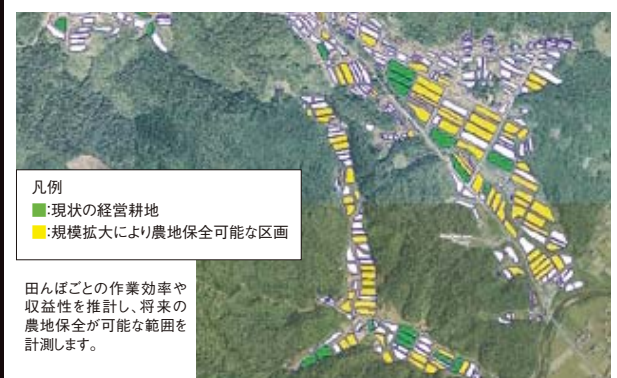 凡例
■:現状の経営耕地
■:規模拡大により農地保全可能な区画
田んぼごとの作業効率や
収益性を推計し、将来の
農地保全が可能な範囲を
計測します。